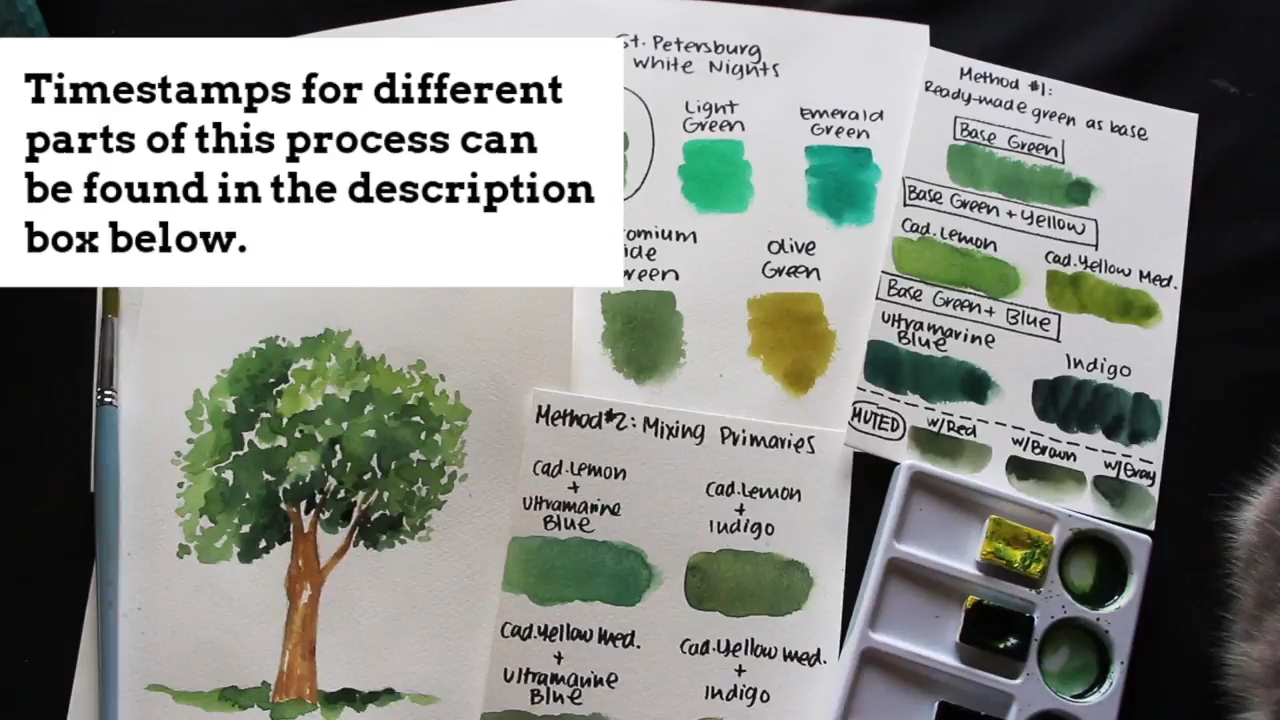 Timestamps for different
parts of this process can
be found in the description
box below.
St. Petersburg
White Nights
Light
Green
Emerald
Green
Olive
Green
Method #1:
Ready-made green as base
Base Green
Base Green + Yellow
Cad. Lemon
Cad. Yellow Med.
Base Green + Blue
Ultramarine
Blue
Indigo
MUTED
w/Red
w/Brown
w/Gray
Method #2: Mixing Primaries
Cad. Lemon
+
Ultramarine
Blue
Cad. Lemon
+
Indigo
Cad. Yellow Med.
+
Ultramarine
Blue
Cad. Yellow Med.
+
Indigo